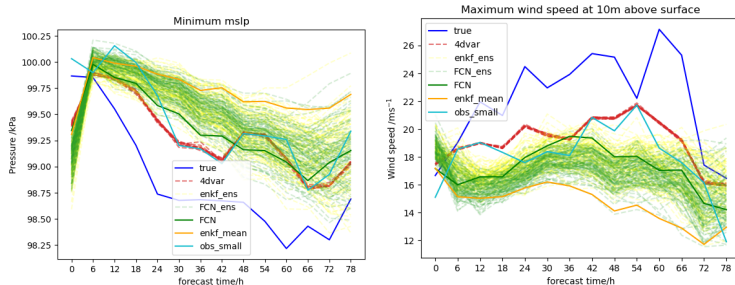 Minimum mslp
100.25
100.00
99.75
99.50
99.25
99.00
98.75
98.50
98.25
Pressure /kPa
true
4dvar
enkf_ens
FCN_ens
FCN
enkf_mean
obs_small
0 6 12 18 24 30 36 42 48 54 60 66 72 78
forecast time/h
Maximum wind speed at 10m above surface
26
24
22
20
18
16
14
12
Wind speed /ms⁻¹
true
4dvar
enkf_ens
FCN_ens
FCN
enkf_mean
obs_small
0 6 12 18 24 30 36 42 48 54 60 66 72 78
forecast time/h